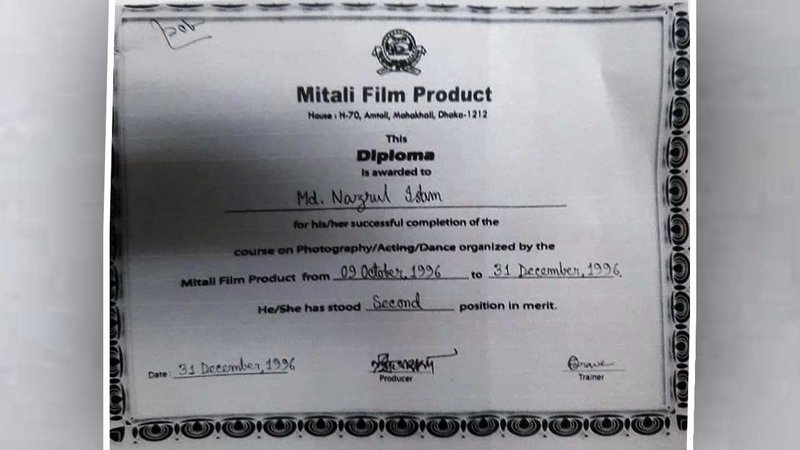 Mitali Film Product
House : H-70, Amtoli, Mohakhali, Dhaka-1212
This
Diploma
is awarded to
Md. Nazrul Islam
for his/her successful completion of the
course on Photography/Acting/Dance organized by the
Mitali Film Product from 09 October, 1996 to 31 December, 1996.
He/She has stood Second position in merit.
Date: 31 December, 1996
Producer
Trainer